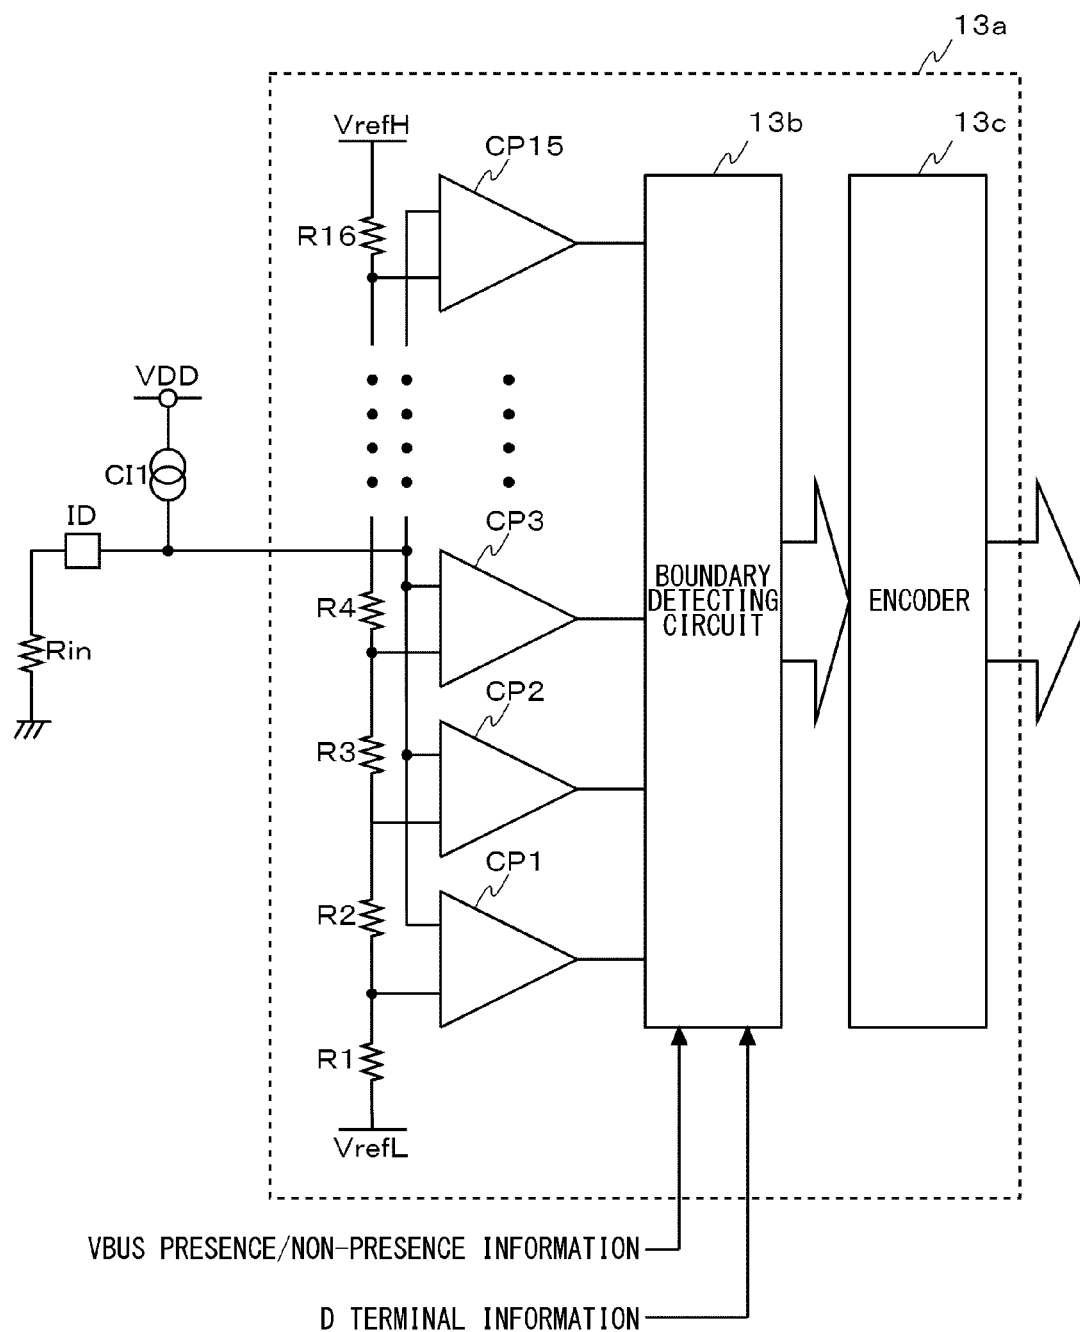 13a
VrefH
CP15
13b
13c
R16
VDD
CI1
ID
CP3
R4
BOUNDARY
DETECTING
CIRCUIT
ENCODER
Rin
CP2
R3
CP1
R2
R1
VrefL
VBUS PRESENCE/NON-PRESENCE INFORMATION
D TERMINAL INFORMATION